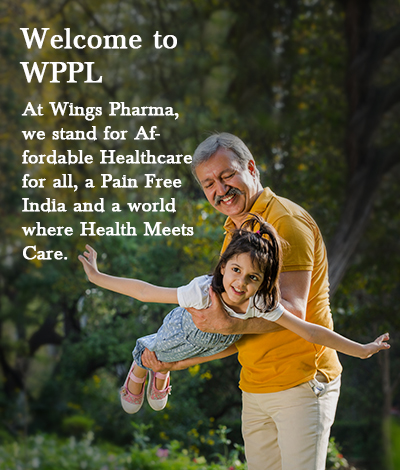 Welcome to
WPPL
At Wings Pharma,
we stand for Af-
fordable Healthcare
for all, a Pain Free
India and a world
where Health Meets
Care.